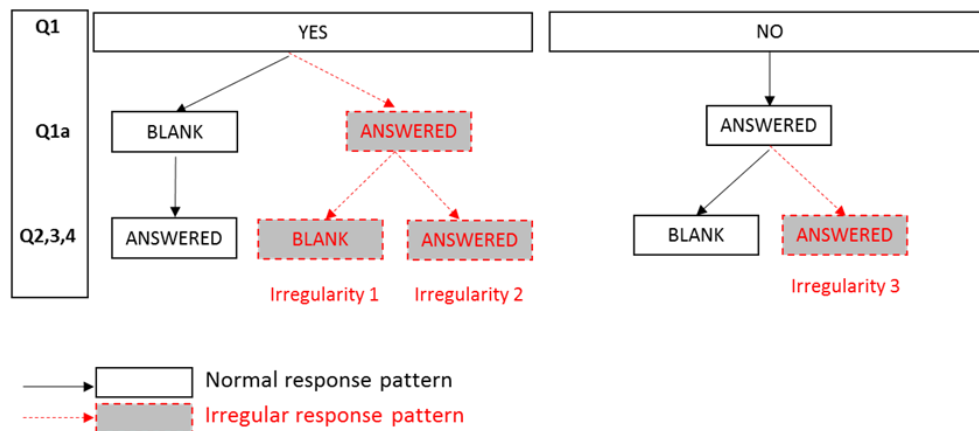 Q1 YES NO
Q1a BLANK ANSWERED ANSWERED
Q2,3,4 ANSWERED BLANK ANSWERED BLANK ANSWERED
Irregularity 1 Irregularity 2 Irregularity 3
Normal response pattern
Irregular response pattern